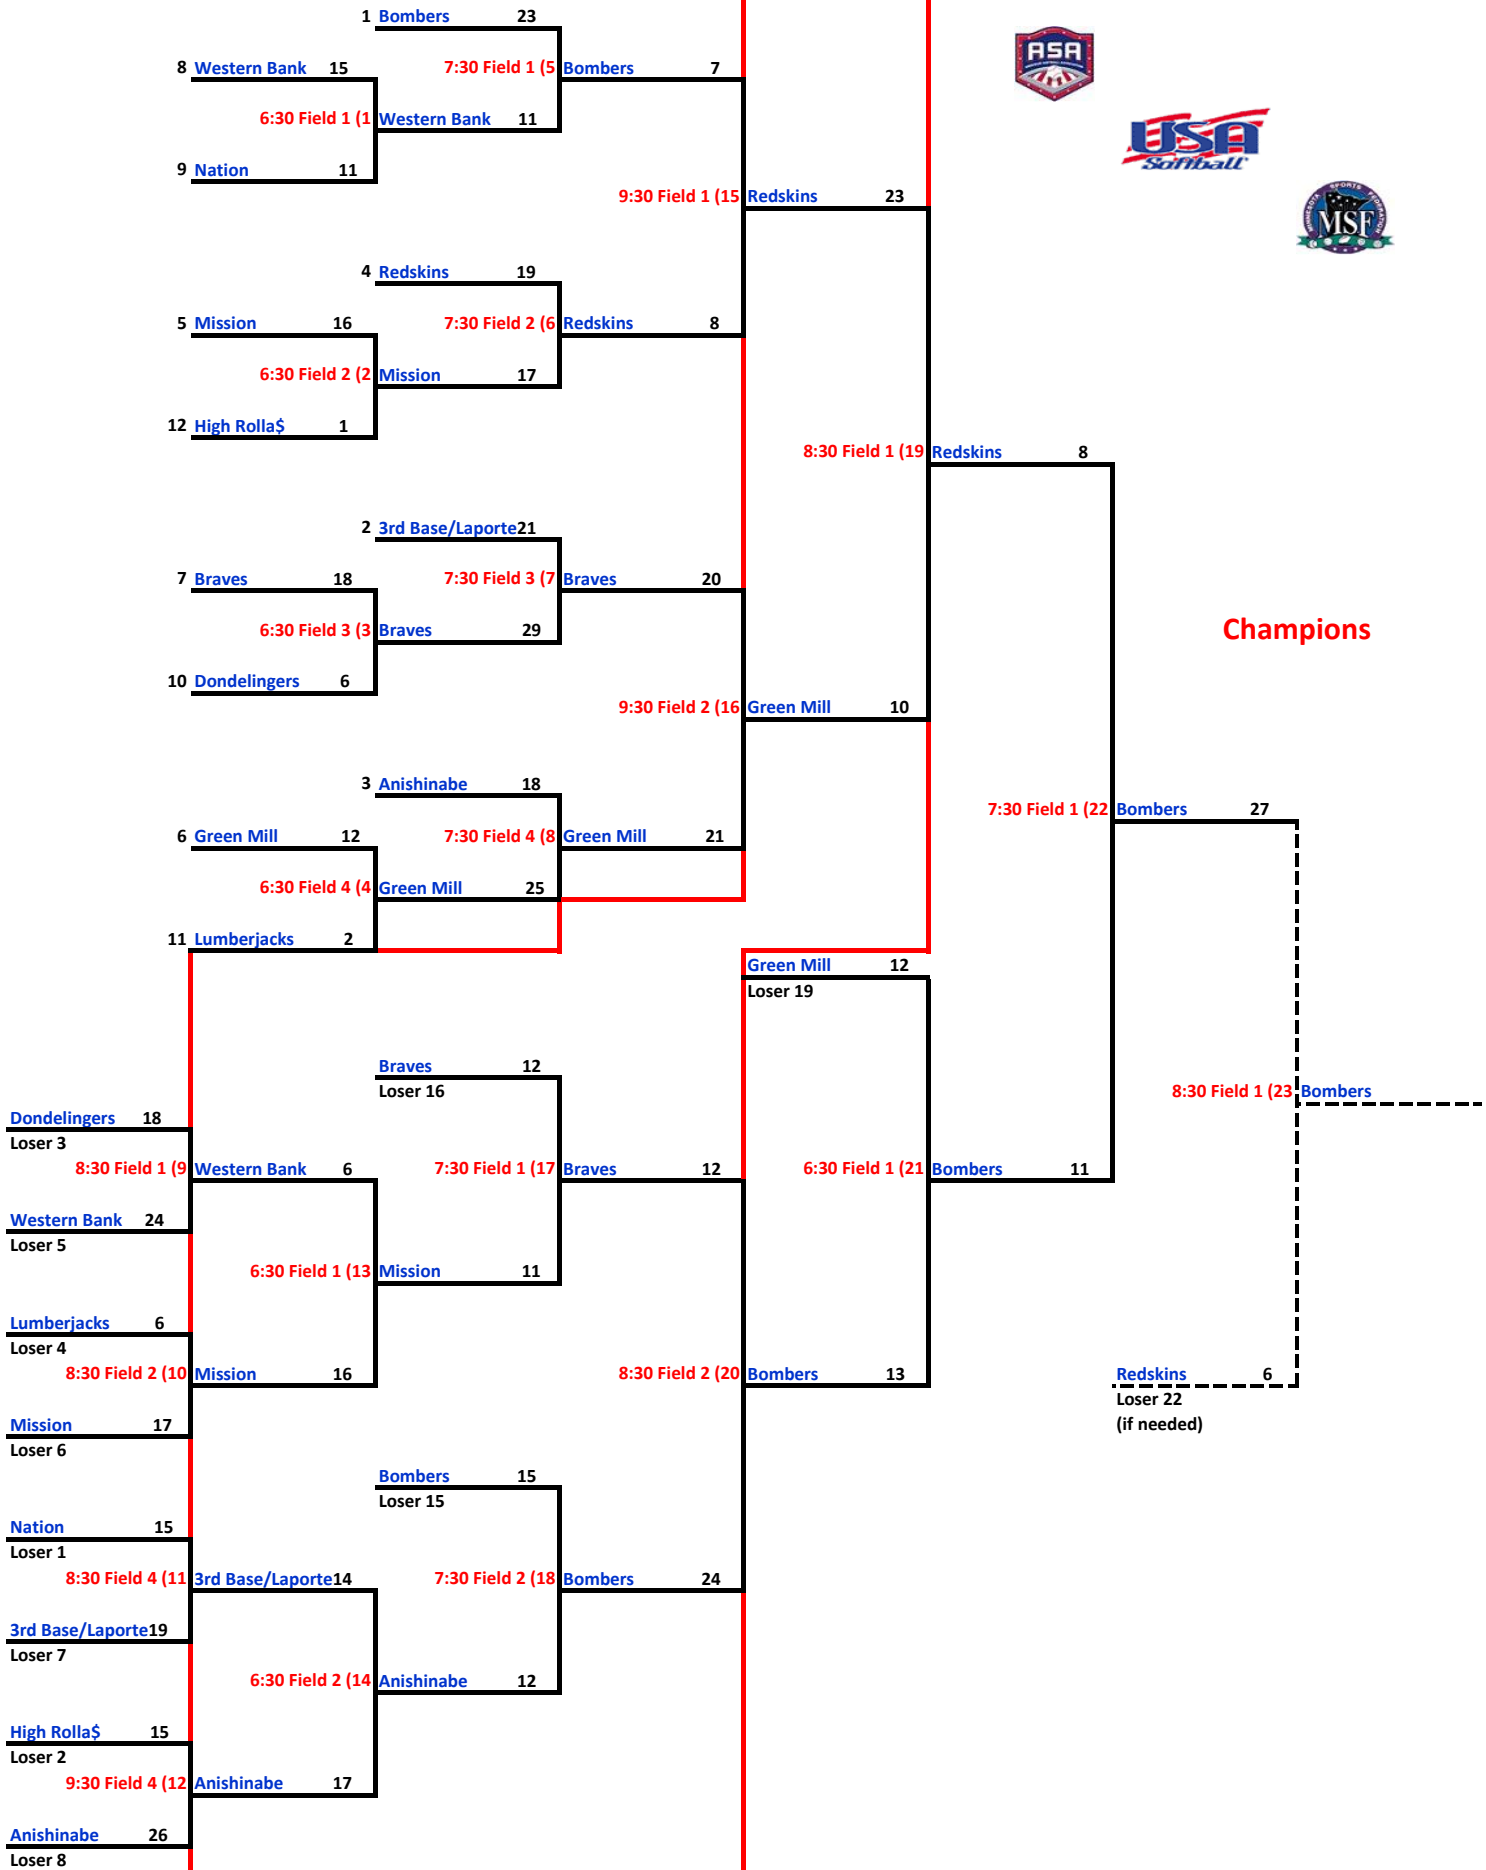 1 Bombers 23
8 Western Bank 15 7:30 Field 1 (5 Bombers 7
6:30 Field 1 (1 Western Bank 11
9 Nation 11
9:30 Field 1 (15 Redskins 23
4 Redskins 19
5 Mission 16 7:30 Field 2 (6 Redskins 8
6:30 Field 2 (2 Mission 17
12 High Rolla$ 1
8:30 Field 1 (19 Redskins 8
2 3rd Base/Laporte 21
7 Braves 18 7:30 Field 3 (7 Braves 20
6:30 Field 3 (3 Braves 29
Champions
10 Dondelingers 6
9:30 Field 2 (16 Green Mill 10
3 Anishinabe 18
7:30 Field 1 (22 Bombers 27
6 Green Mill 12 7:30 Field 4 (8 Green Mill 21
6:30 Field 4 (4 Green Mill 25
11 Lumberjacks 2
Green Mill 12
Loser 19
Braves 12
Loser 16
8:30 Field 1 (23 Bombers
Dondelingers 18
Loser 3
8:30 Field 1 (9 Western Bank 6 7:30 Field 1 (17 Braves 12 6:30 Field 1 (21 Bombers 11
Western Bank 24
Loser 5
6:30 Field 1 (13 Mission 11
Lumberjacks 6
Loser 4
8:30 Field 2 (10 Mission 16 8:30 Field 2 (20 Bombers 13 Redskins 6
Loser 22
Mission 17 (if needed)
Loser 6
Bombers 15
Loser 15
Nation 15
Loser 1
8:30 Field 4 (11 3rd Base/Laporte 14 7:30 Field 2 (18 Bombers 24
3rd Base/Laporte 19
Loser 7
6:30 Field 2 (14 Anishinabe 12
High Rolla$ 15
Loser 2
9:30 Field 4 (12 Anishinabe 17
Anishinabe 26
Loser 8
ASA
USA
Softball
MINNESOTA SPORTS FEDERATION
MSF